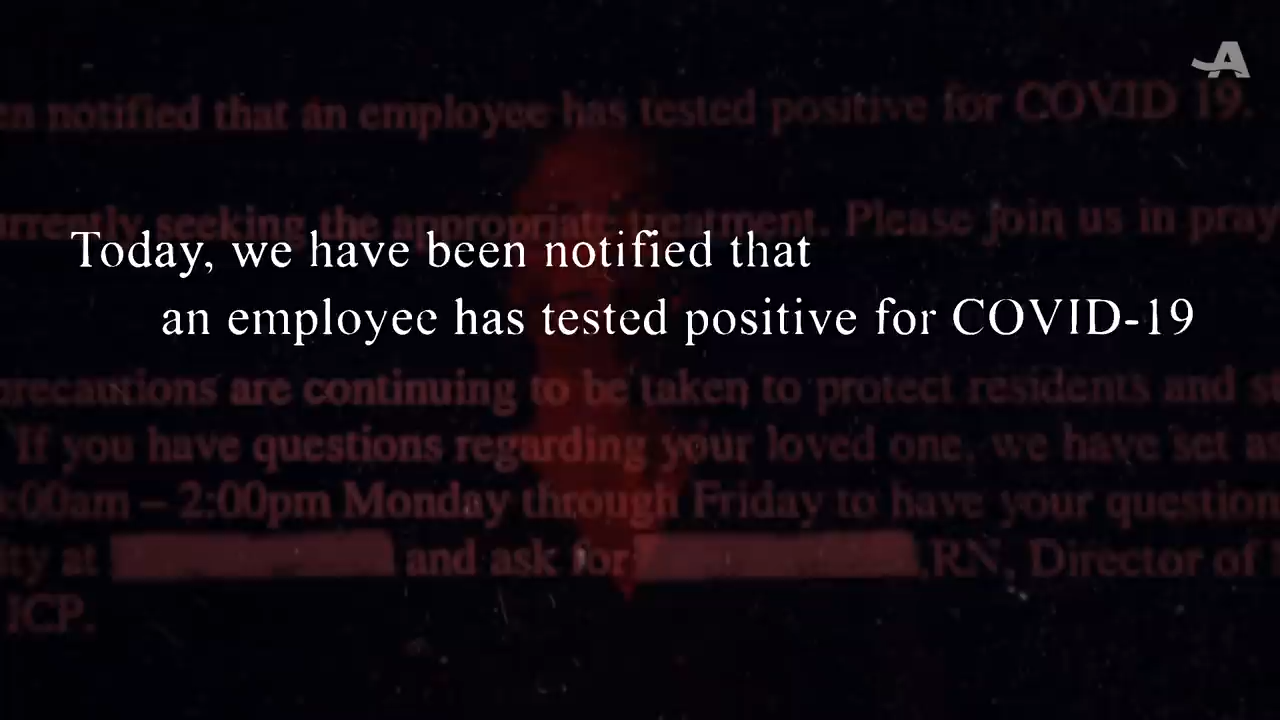 en notified that an employee has tested positive for COVID 19.
urrently seeking the appropriate treatment. Please join us in pray
Today, we have been notified that
an employee has tested positive for COVID-19
precautions are continuing to be taken to protect residents and
If you have questions regarding your loved one, we have set
:00am – 2:00pm Monday through Friday to have your question
ity at and ask for ,RN, Director of
ICP.